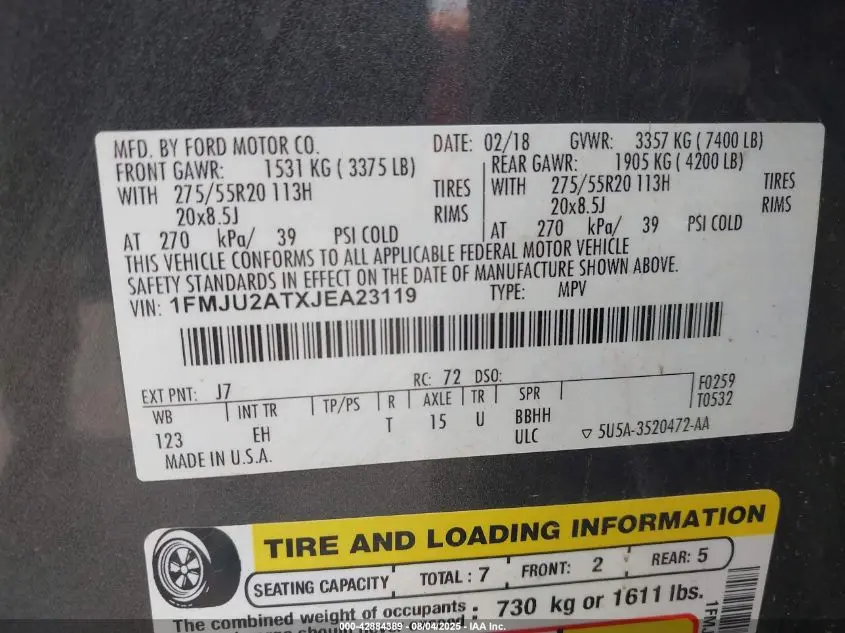 MFD. BY FORD MOTOR CO. DATE: 02/18 GVWR: 3357 KG ( 7400 LB)
FRONT GAWR: 1531 KG ( 3375 LB) REAR GAWR: 1905 KG ( 4200 LB)
WITH 275/55R20 113H TIRES WITH 275/55R20 113H TIRES
20x8.5J RIMS 20x8.5J RIMS
AT 270 kPa/ 39 PSI COLD AT 270 kPa/ 39 PSI COLD
THIS VEHICLE CONFORMS TO ALL APPLICABLE FEDERAL MOTOR VEHICLE
SAFETY STANDARDS IN EFFECT ON THE DATE OF MANUFACTURE SHOWN ABOVE.
VIN: 1FMJU2ATXJEA23119 TYPE: MPV
EXT PNT: J7 RC: 72 DSO: F0259
WB INT TR TP/PS R AXLE TR SPR T0532
123 EH T 15 U BBHH
ULC ▽ 5U5A-3520472-AA
MADE IN U.S.A.
TIRE AND LOADING INFORMATION
SEATING CAPACITY TOTAL : 7 FRONT: 2 REAR: 5
The combined weight of occupants : 730 kg or 1611 lbs.
1FM
000-42884389 - 08/04/2025 - IAA Inc.